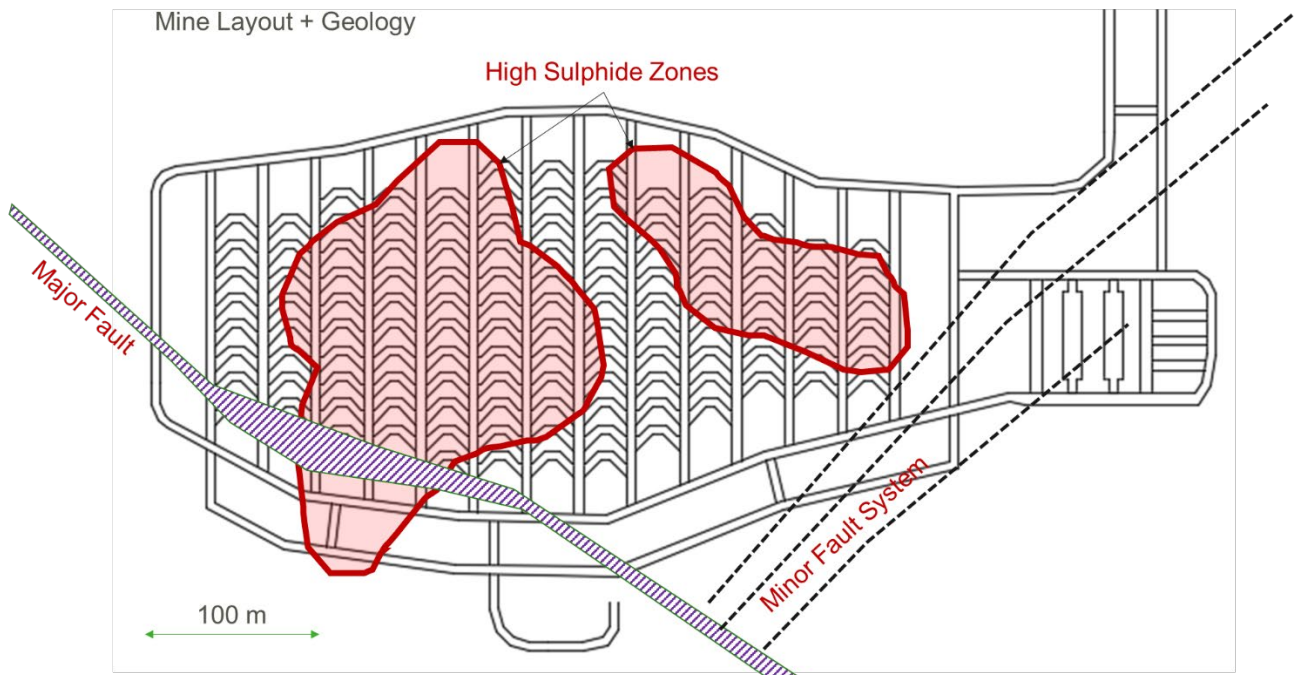 Mine Layout + Geology
High Sulphide Zones
Major Fault
Minor Fault System
100 m